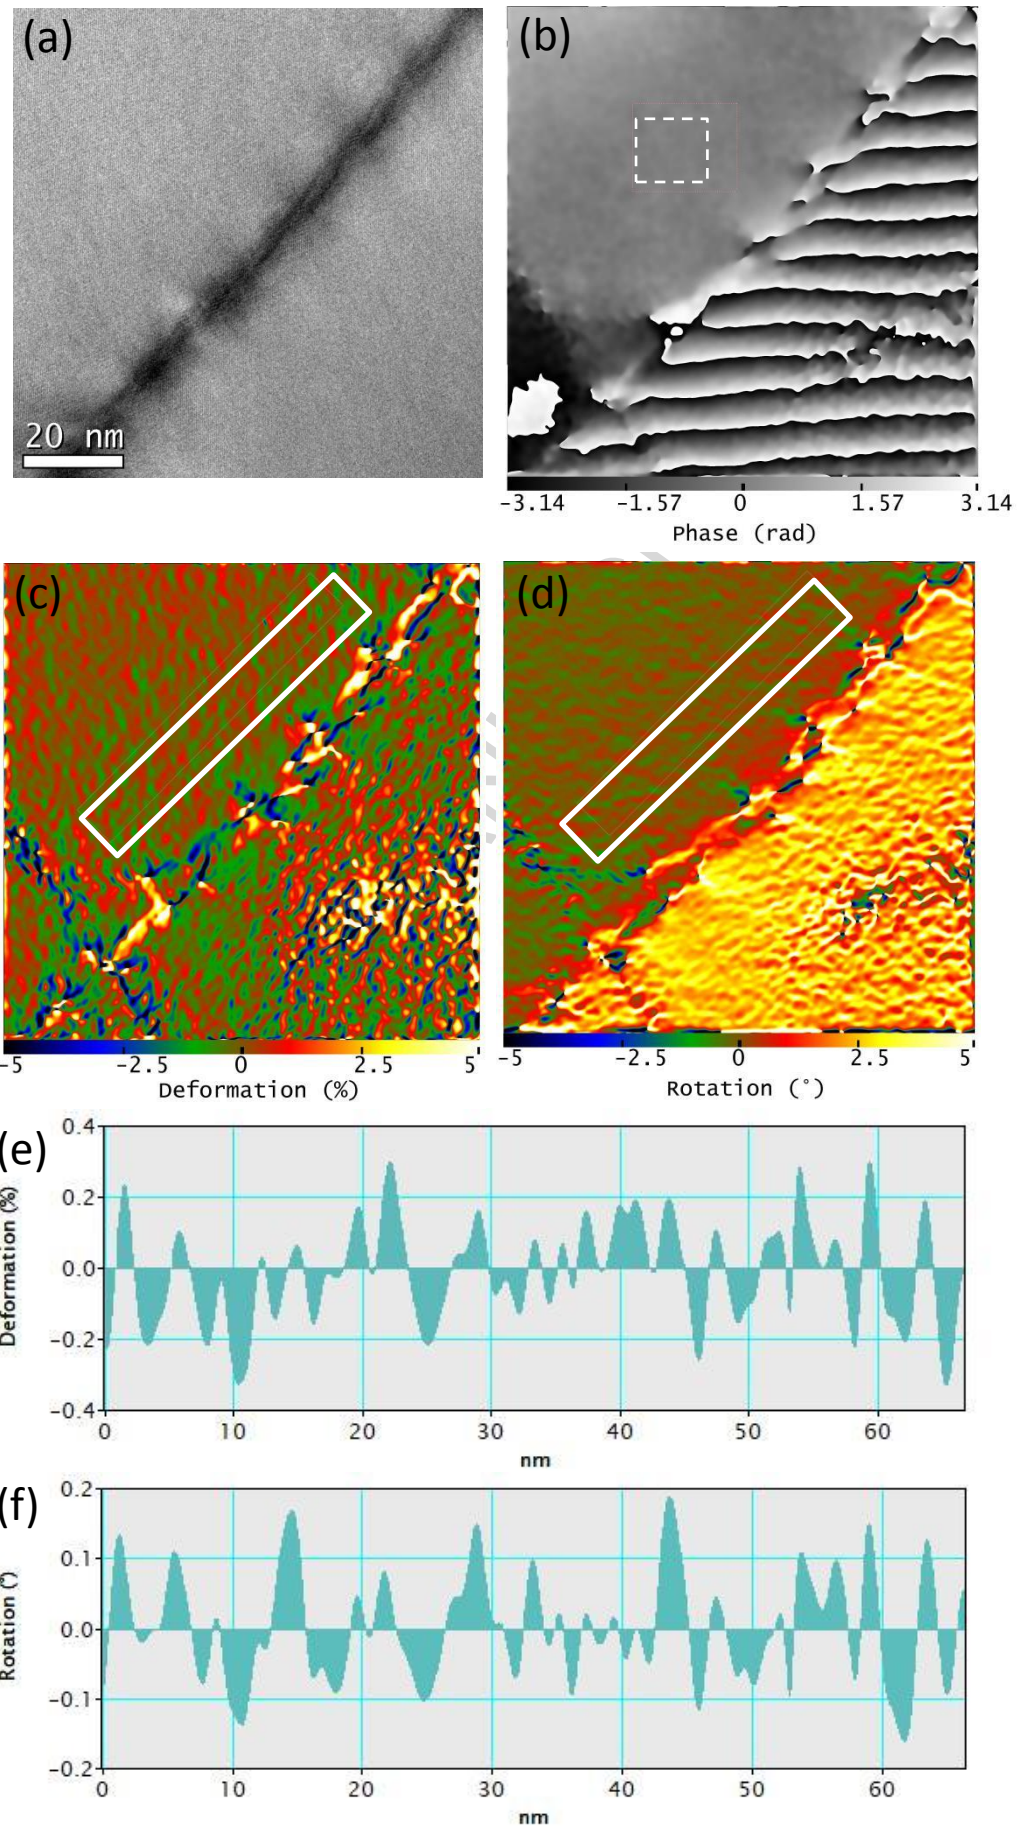 (a)
20 nm
(b)
-3.14 -1.57 0 1.57 3.14
Phase (rad)
(c)
-5 -2.5 0 2.5 5
Deformation (%)
(d)
-5 -2.5 0 2.5 5
Rotation (°)
(e)
Deformation (%)
0.4
0.2
0.0
-0.2
-0.4
0 10 20 30 40 50 60
nm
(f)
Rotation (°)
0.2
0.1
0.0
-0.1
-0.2
0 10 20 30 40 50 60
nm